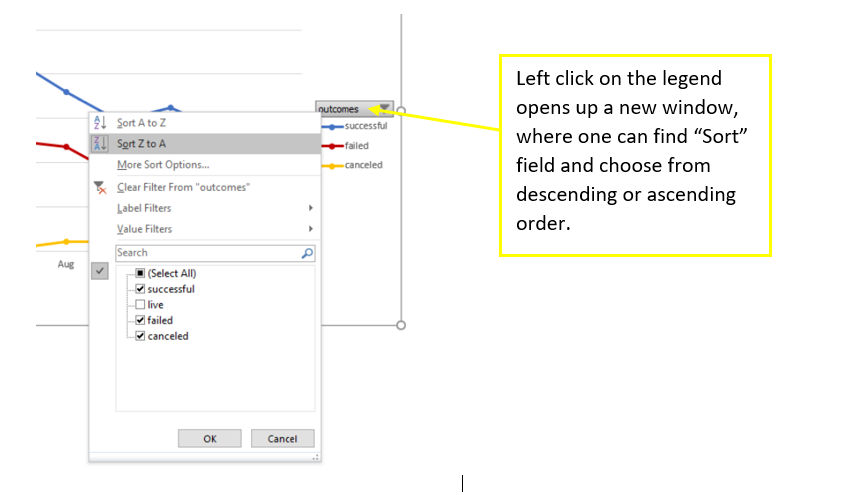 outcomes
successful
failed
canceled
Aug
Sort A to Z
Sort Z to A
More Sort Options...
Clear Filter From "outcomes"
Label Filters
Value Filters
Search
(Select All)
successful
live
failed
canceled
OK Cancel
Left click on the legend
opens up a new window,
where one can find “Sort”
field and choose from
descending or ascending
order.